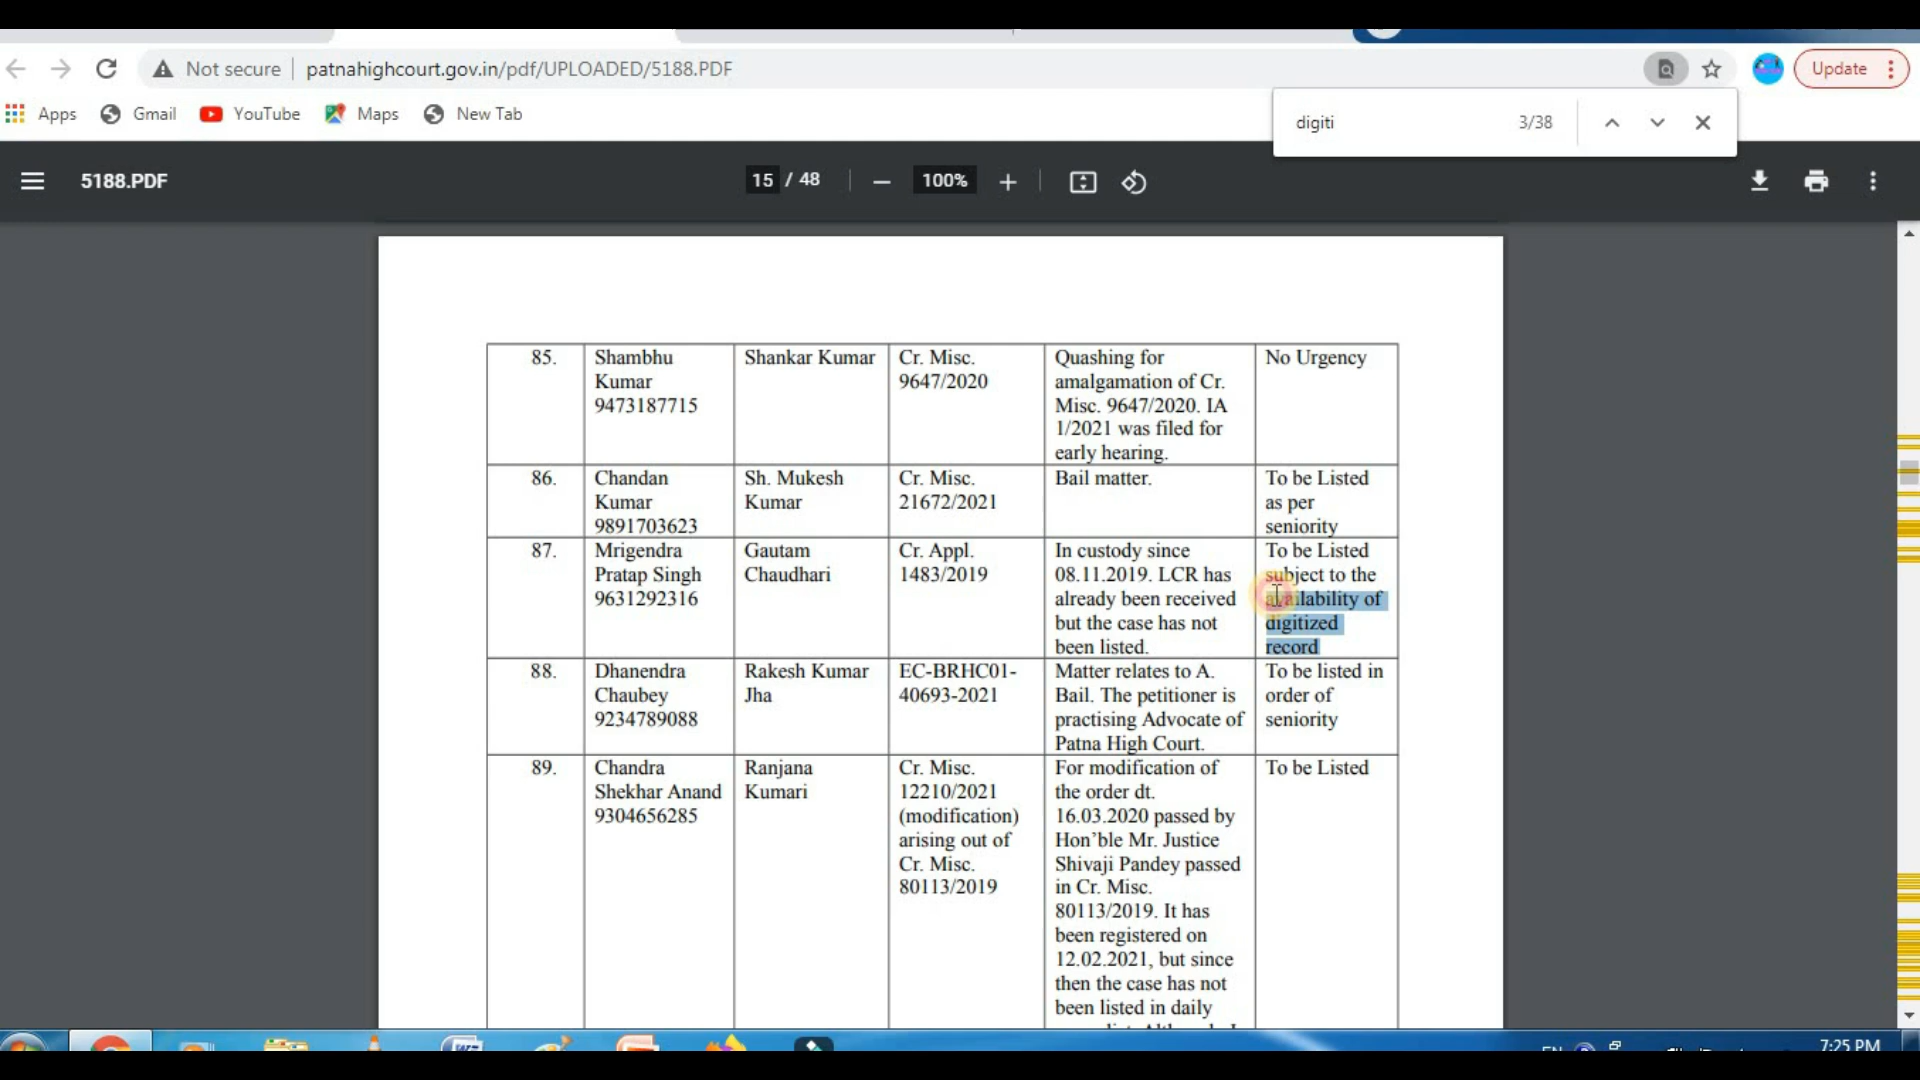 Not secure patnahighcourt.gov.in/pdf/UPLOADED/5188.PDF
Update
Apps Gmail YouTube Maps New Tab
digiti 3/38
5188.PDF
15 / 48 100%
85. Shambhu Kumar 9473187715 Shankar Kumar Cr. Misc. 9647/2020 Quashing for amalgamation of Cr. Misc. 9647/2020. IA 1/2021 was filed for early hearing. No Urgency
86. Chandan Kumar 9891703623 Sh. Mukesh Kumar Cr. Misc. 21672/2021 Bail matter. To be Listed as per seniority
87. Mrigendra Pratap Singh 9631292316 Gautam Chaudhari Cr. Appl. 1483/2019 In custody since 08.11.2019. LCR has already been received but the case has not been listed. To be Listed subject to the availability of digitized record
88. Dhanendra Chaubey 9234789088 Rakesh Kumar Jha EC-BRHC01-40693-2021 Matter relates to A. Bail. The petitioner is practising Advocate of Patna High Court. To be listed in order of seniority
89. Chandra Shekhar Anand 9304656285 Ranjana Kumari Cr. Misc. 12210/2021 (modification) arising out of Cr. Misc. 80113/2019 For modification of the order dt. 16.03.2020 passed by Hon'ble Mr. Justice Shivaji Pandey passed in Cr. Misc. 80113/2019. It has been registered on 12.02.2021, but since then the case has not been listed in daily To be Listed
7:25 PM